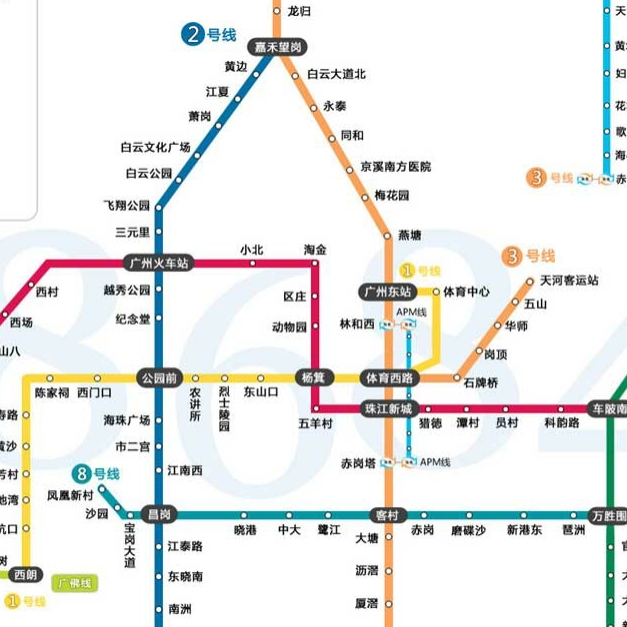 龙归
2号线
嘉禾望岗
黄边
白云大道北
江夏
永泰
萧岗
同和
白云文化广场
京溪南方医院
白云公园
梅花园
3号线
飞翔公园
三元里
燕塘
小北
淘金
广州火车站
3号线
1号线
西村
越秀公园
区庄
广州东站
体育中心
天河客运站
五山
APM线
西场
纪念堂
动物园
林和西
华师
岗顶
公园前
杨箕
体育西路
石牌桥
陈家祠
西门口
农讲所
烈士陵园
东山口
珠江新城
车陂南
海珠广场
五羊村
猎德
潭村
员村
科韵路
市二宫
赤岗塔
APM线
江南西
8号线
凤凰新村
沙园
昌岗
客村
万胜围
宝岗大道
晓港
中大
鹭江
赤岗
磨碟沙
新港东
琶洲
大塘
江泰路
沥滘
西朗
广佛线
东晓南
1号线
厦滘
南洲